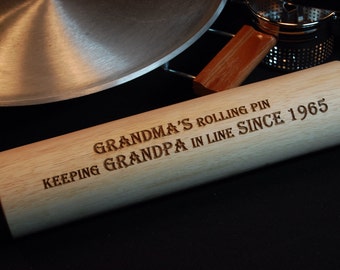 GRANDMA'S ROLLING PIN
KEEPING GRANDPA IN LINE SINCE 1965